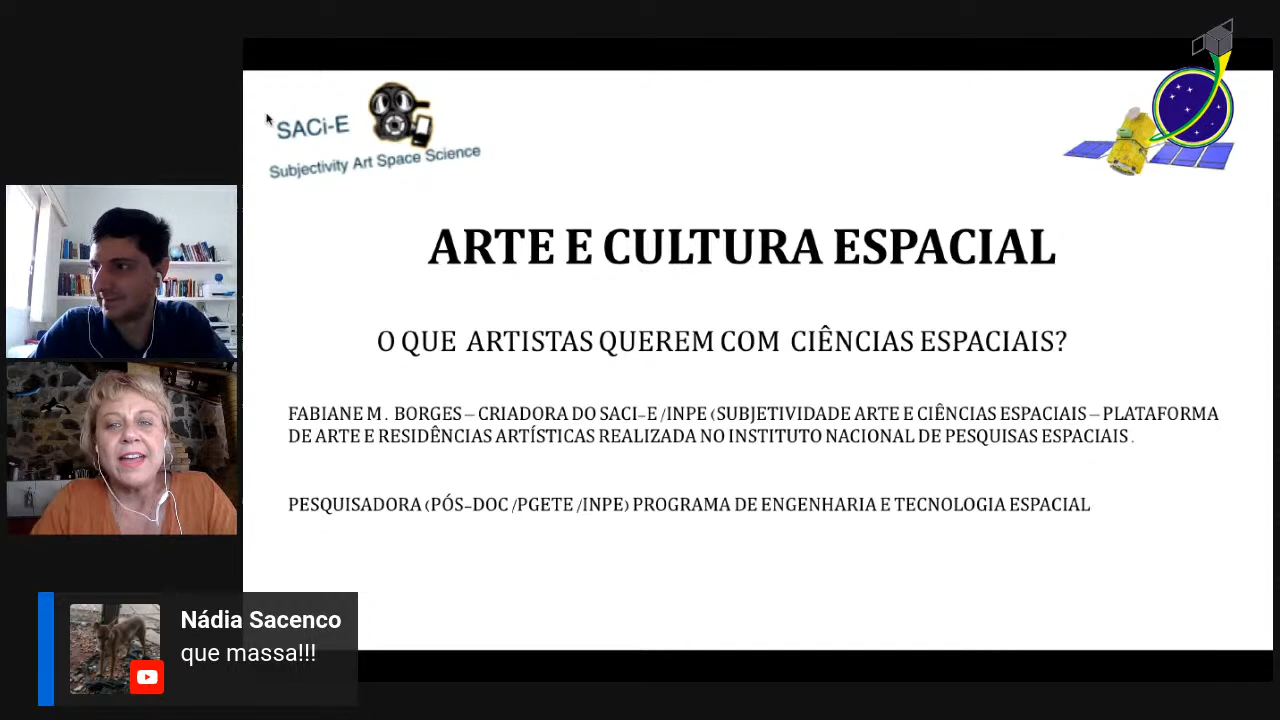 SACi-E
Subjectivity Art Space Science
ARTE E CULTURA ESPACIAL
O QUE ARTISTAS QUEREM COM CIÊNCIAS ESPACIAIS?
FABIANE M. BORGES – CRIADORA DO SACI-E /INPE (SUBJETIVIDADE ARTE E CIÊNCIAS ESPACIAIS – PLATAFORMA
DE ARTE E RESIDÊNCIAS ARTÍSTICAS REALIZADA NO INSTITUTO NACIONAL DE PESQUISAS ESPACIAIS.
PESQUISADORA (PÓS-DOC /PGETE /INPE) PROGRAMA DE ENGENHARIA E TECNOLOGIA ESPACIAL
Nádia Sacenco
que massa!!!